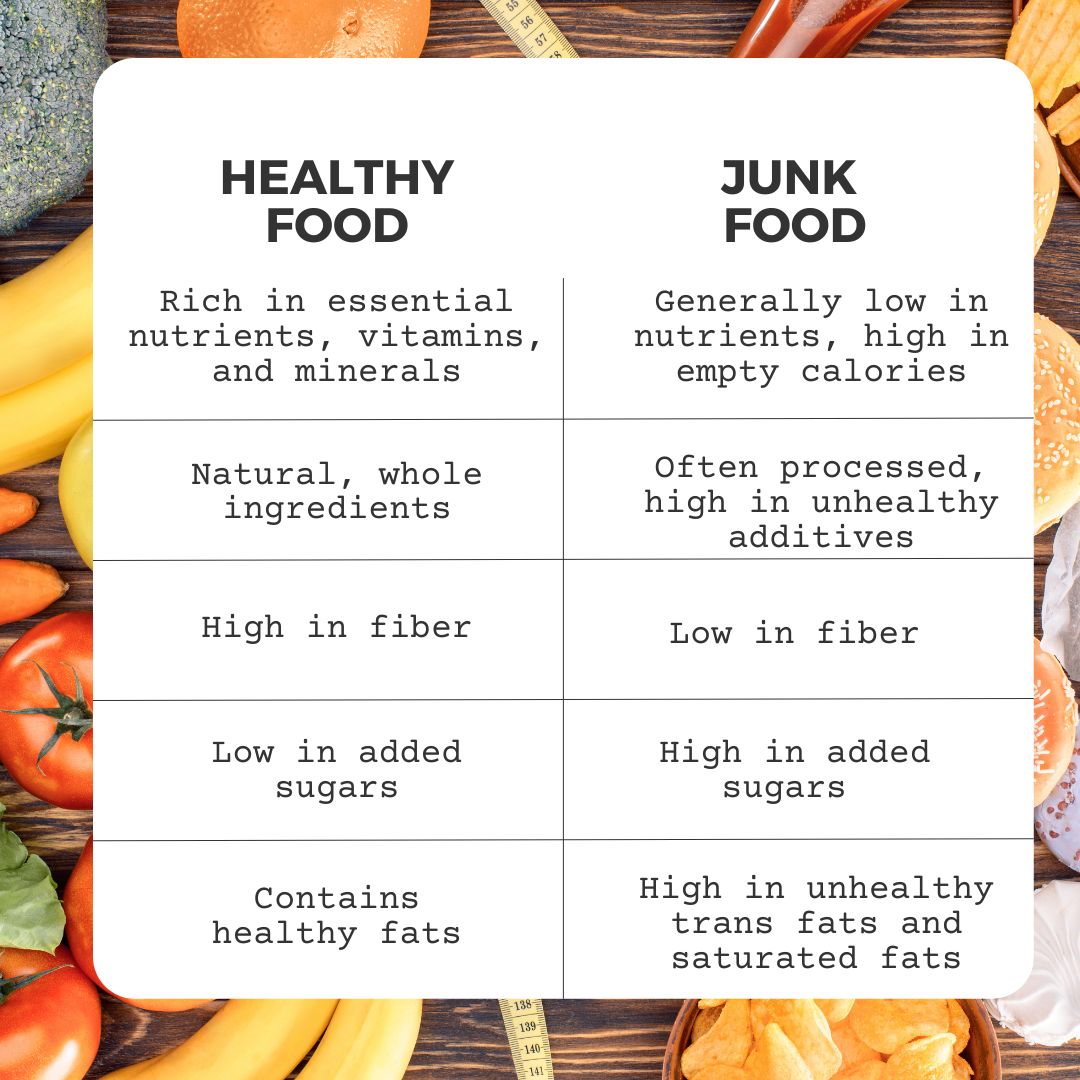 55
56
57
58
HEALTHY
FOOD
JUNK
FOOD
Rich in essential
nutrients, vitamins,
and minerals
Generally low in
nutrients, high in
empty calories
Natural, whole
ingredients
Often processed,
high in unhealthy
additives
High in fiber
Low in fiber
Low in added
sugars
High in added
sugars
Contains
healthy fats
High in unhealthy
trans fats and
saturated fats
138
139
140
141